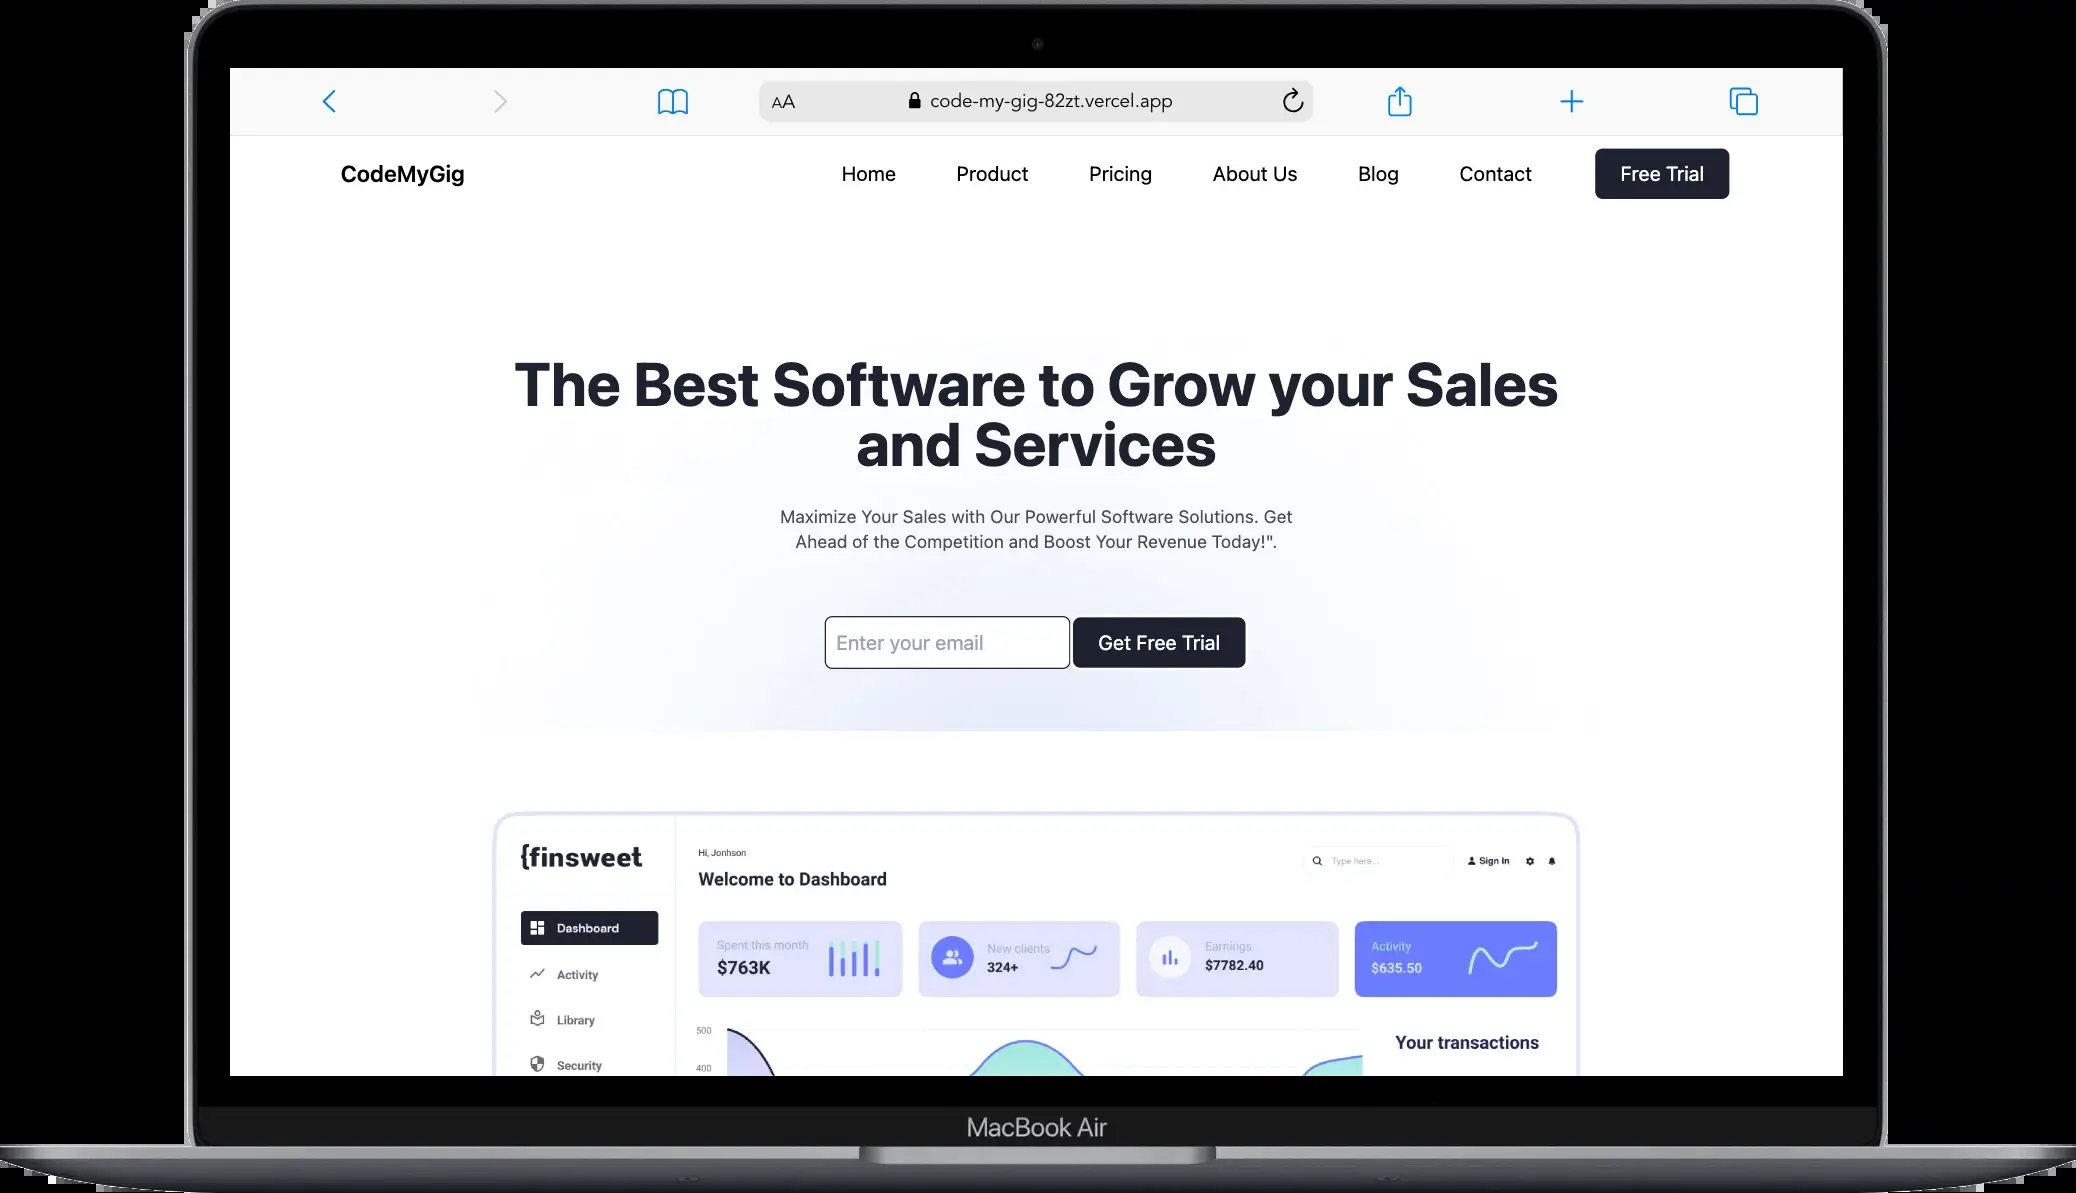 AA code-my-gig-82zt.vercel.app
CodeMyGig Home Product Pricing About Us Blog Contact Free Trial
The Best Software to Grow your Sales
and Services
Maximize Your Sales with Our Powerful Software Solutions. Get
Ahead of the Competition and Boost Your Revenue Today!".
Enter your email Get Free Trial
{finsweet
Hi, Jonhson
Welcome to Dashboard
Type here...
Sign In
Dashboard
Activity
Library
Security
Spent this month
$763K
New clients
324+
Earnings
$7782.40
Activity
$635.50
500
400
Your transactions
MacBook Air